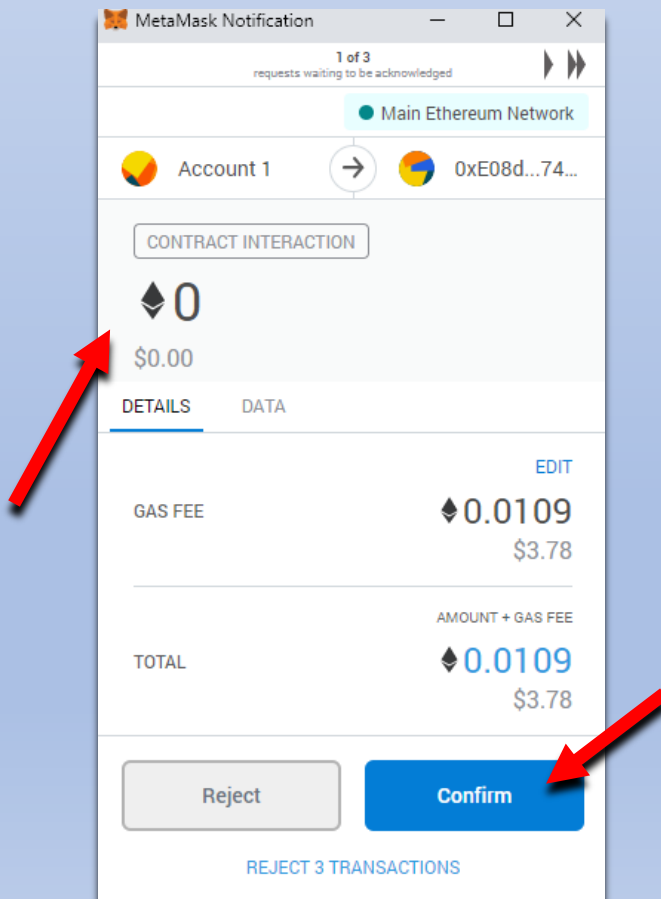 MetaMask Notification
1 of 3
requests waiting to be acknowledged
Main Ethereum Network
Account 1
0xE08d...74...
CONTRACT INTERACTION
0
$0.00
DETAILS DATA
EDIT
GAS FEE
0.0109
$3.78
AMOUNT + GAS FEE
TOTAL
0.0109
$3.78
Reject
Confirm
REJECT 3 TRANSACTIONS